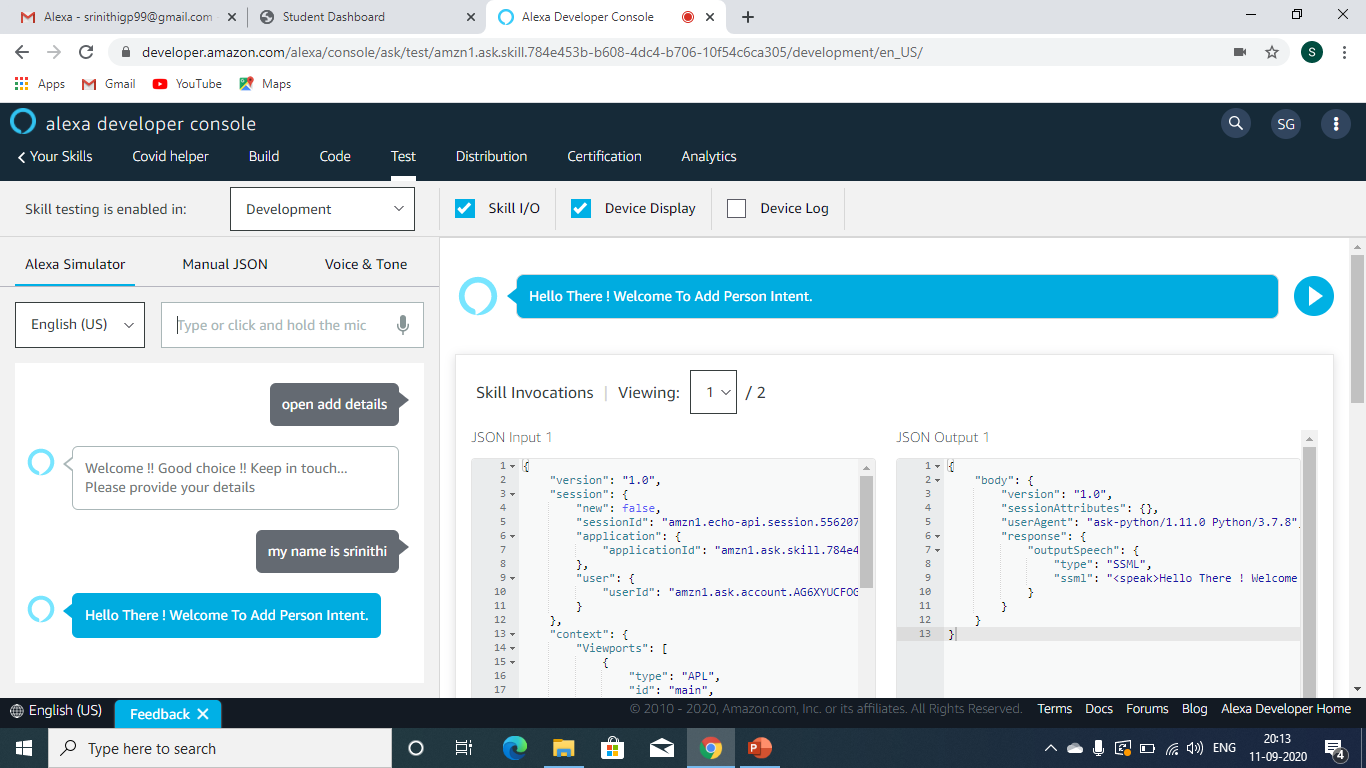 Alexa - srinithigp99@gmail.com
Student Dashboard
Alexa Developer Console
developer.amazon.com/alexa/console/ask/test/amzn1.ask.skill.784e453b-b608-4dc4-b706-10f54c6ca305/development/en_US/
S
Apps Gmail YouTube Maps
alexa developer console
SG
Your Skills Covid helper Build Code Test Distribution Certification Analytics
Skill testing is enabled in: Development Skill I/O Device Display Device Log
Alexa Simulator Manual JSON Voice & Tone
English (US) Type or click and hold the mic
open add details
Welcome !! Good choice !! Keep in touch...
Please provide your details
my name is srinithi
Hello There ! Welcome To Add Person Intent.
Hello There ! Welcome To Add Person Intent.
Skill Invocations | Viewing: 1 / 2
JSON Input 1
1 {
2 "version": "1.0",
3 "session": {
4 "new": false,
5 "sessionId": "amzn1.echo-api.session.556207
6 "application": {
7 "applicationId": "amzn1.ask.skill.784e4
8 },
9 "user": {
10 "userId": "amzn1.ask.account.AG6XYUCFOG
11 }
12 },
13 "context": {
14 "Viewports": [
15 {
16 "type": "APL",
17 "id": "main",
JSON Output 1
1 {
2 "body": {
3 "version": "1.0",
4 "sessionAttributes": {},
5 "userAgent": "ask-python/1.11.0 Python/3.7.8",
6 "response": {
7 "outputSpeech": {
8 "type": "SSML",
9 "ssml": "<speak>Hello There ! Welcome
10 }
11 }
12 }
13 }
English (US) Feedback
© 2010 - 2020, Amazon.com, Inc. or its affiliates. All Rights Reserved. Terms Docs Forums Blog Alexa Developer Home
Type here to search
ENG
20:13
11-09-2020
4